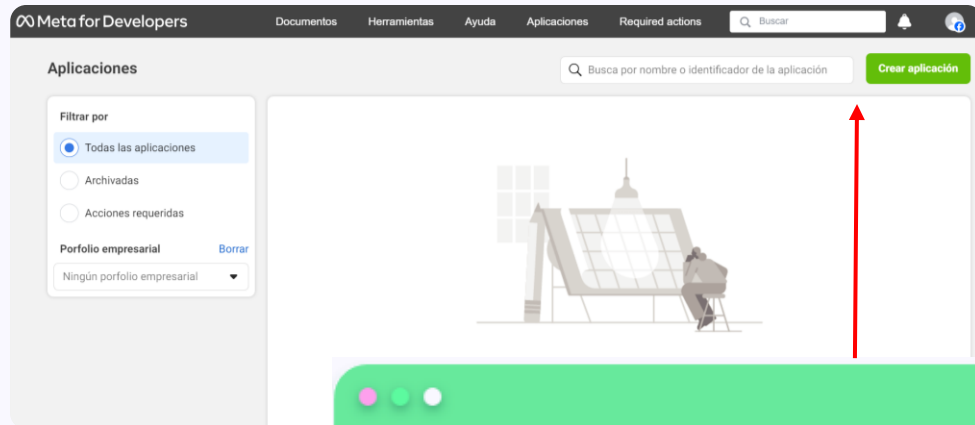 Meta for Developers
Documentos
Herramientas
Ayuda
Aplicaciones
Required actions
Buscar
Aplicaciones
Busca por nombre o identificador de la aplicación
Crear aplicación
Filtrar por
Todas las aplicaciones
Archivadas
Acciones requeridas
Porfolio empresarial
Borrar
Ningún porfolio empresarial